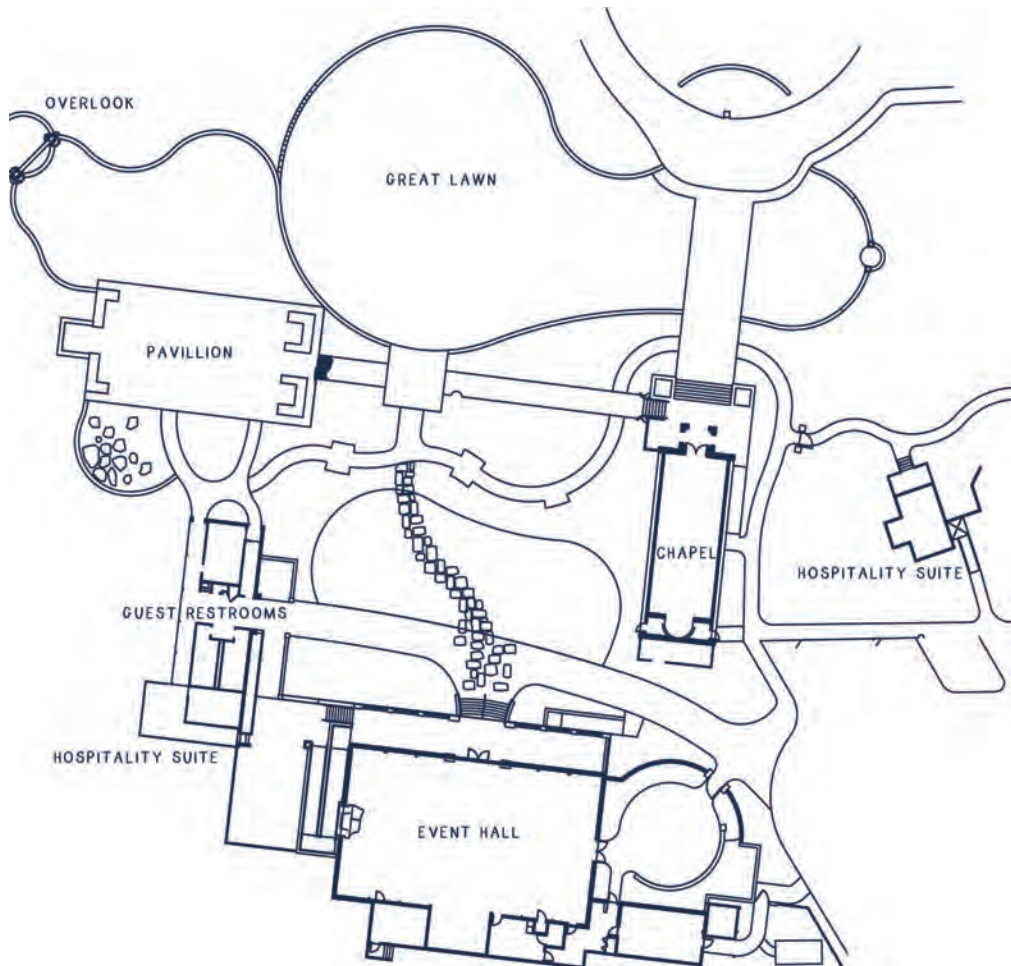 OVERLOOK
GREAT LAWN
PAVILLION
CHAPEL
HOSPITALITY SUITE
GUEST RESTROOMS
HOSPITALITY SUITE
EVENT HALL